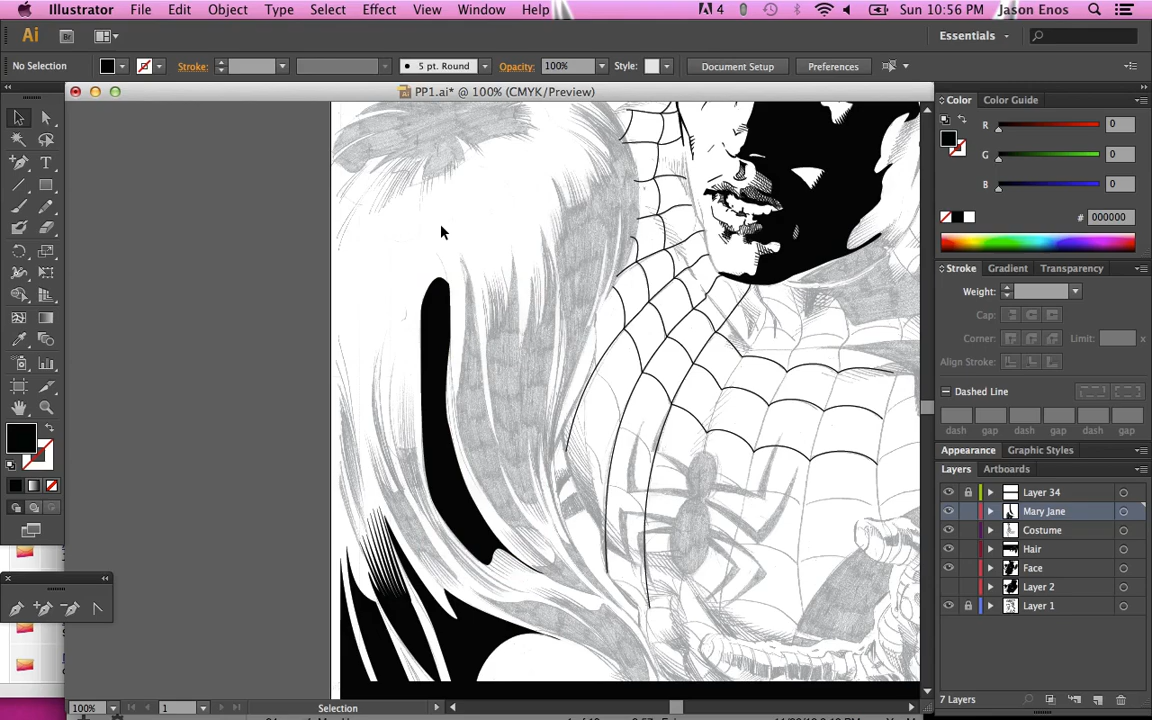 Illustrator File Edit Object Type Select Effect View Window Help 4 Sun 10:56 PM Jason Enos
Ai Br Essentials
No Selection Stroke: 5 pt. Round Opacity: 100% Style: Document Setup Preferences
PP1.ai* @ 100% (CMYK/Preview)
Color Color Guide
R 0
G 0
B 0
# 000000
Stroke Gradient Transparency
Weight:
Cap:
Corner: Limit: x
Align Stroke:
Dashed Line
dash gap dash gap dash gap
Appearance Graphic Styles
Layers Artboards
Layer 34
Mary Jane
Costume
Hair
Face
Layer 2
Layer 1
7 Layers
100% 1 Selection